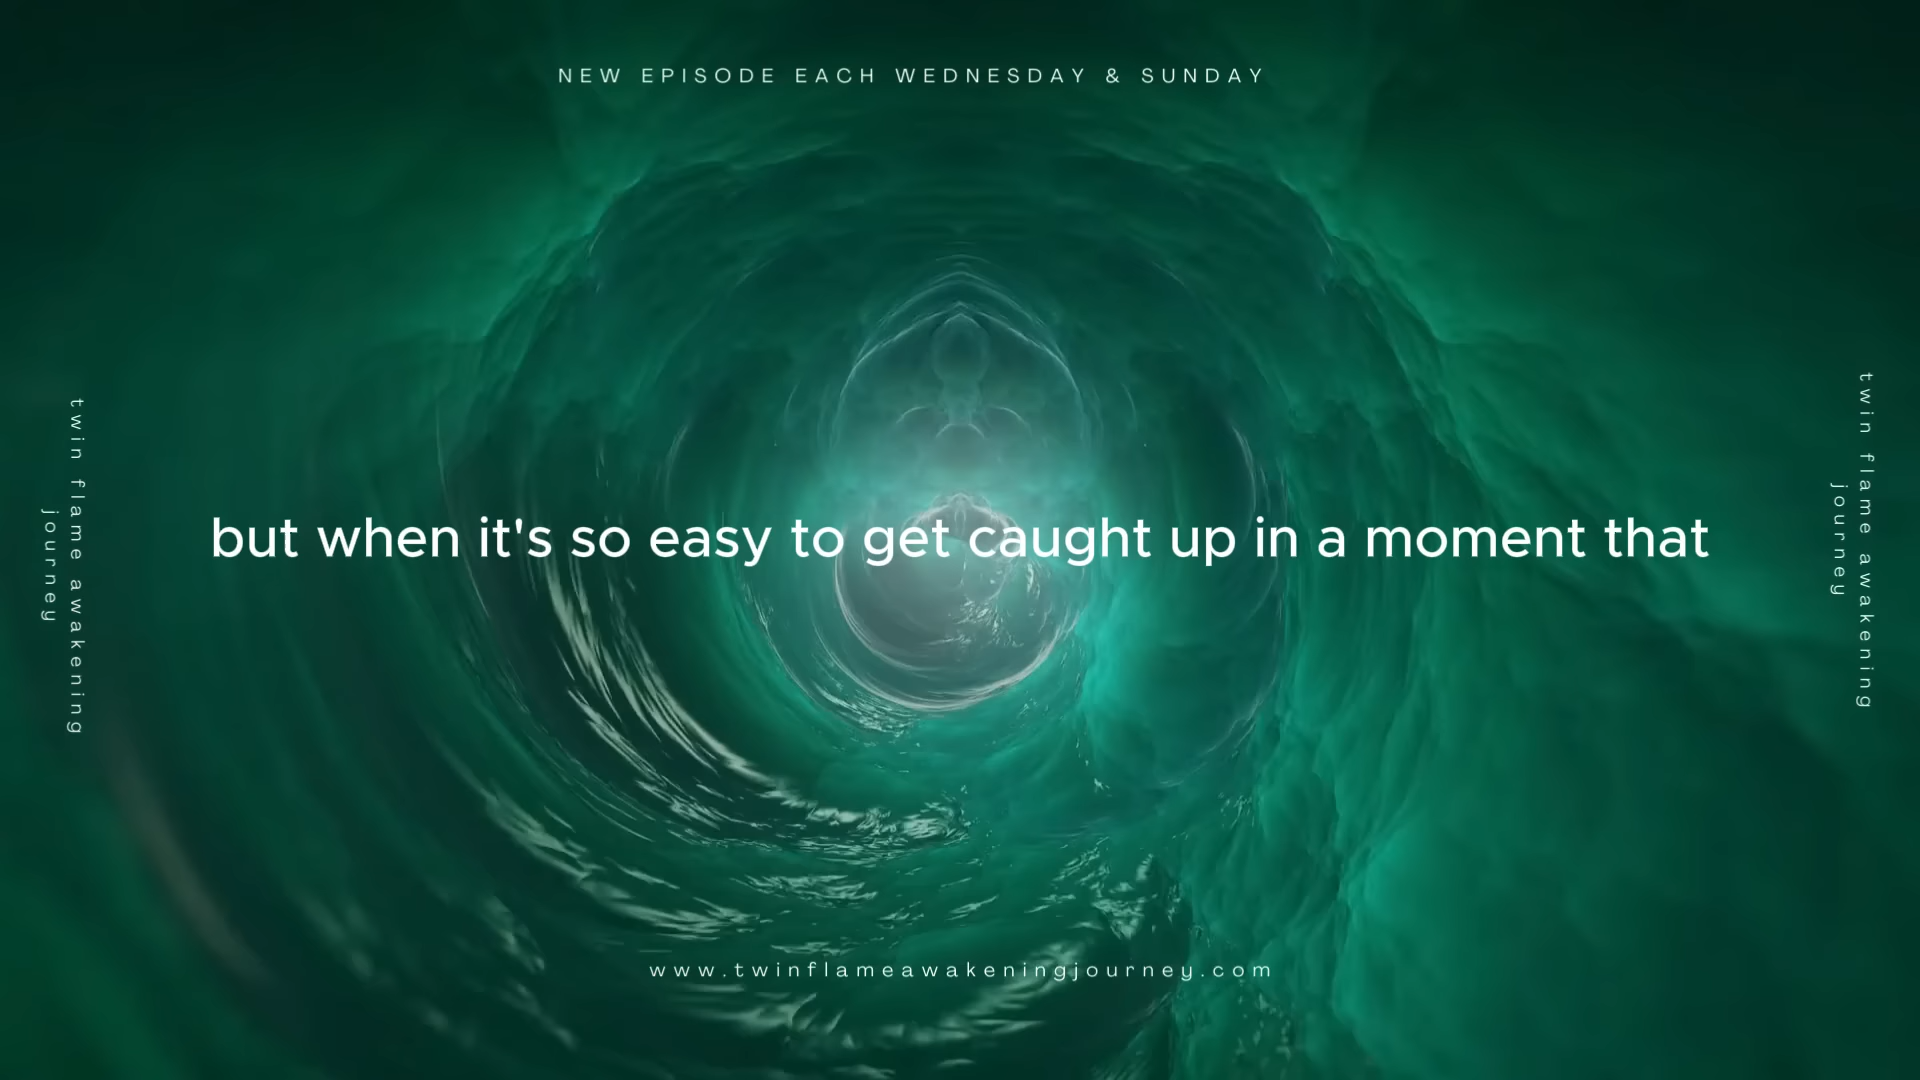 NEW EPISODE EACH WEDNESDAY & SUNDAY
twin flame awakening
journey
but when it's so easy to get caught up in a moment that
twin flame awakening
journey
www.twinflameawakeningjourney.com